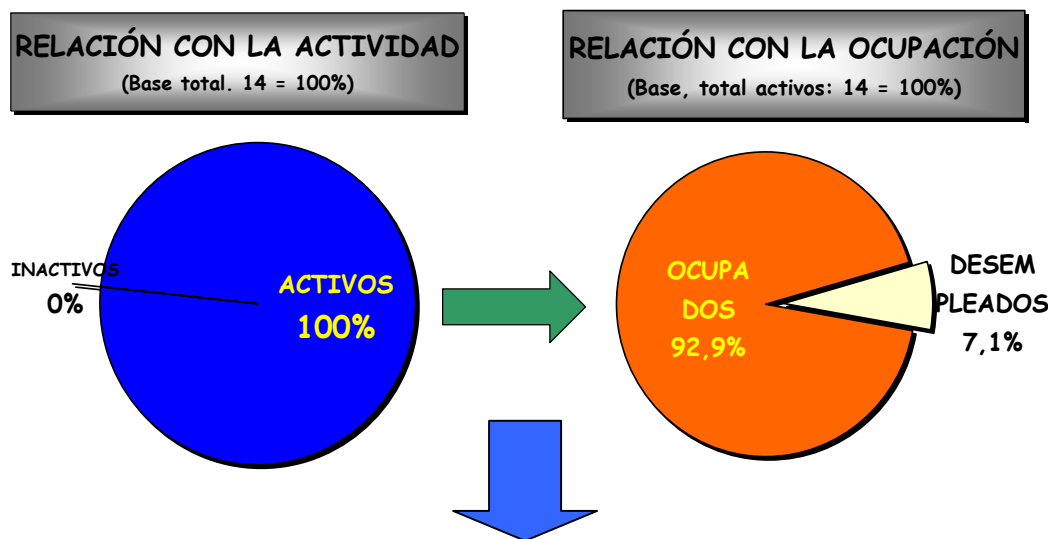 RELACIÓN CON LA ACTIVIDAD
(Base total. 14 = 100%)
RELACIÓN CON LA OCUPACIÓN
(Base, total activos: 14 = 100%)
INACTIVOS
0%
ACTIVOS
100%
OCUPA
DOS
92,9%
DESEM
PLEADOS
7,1%